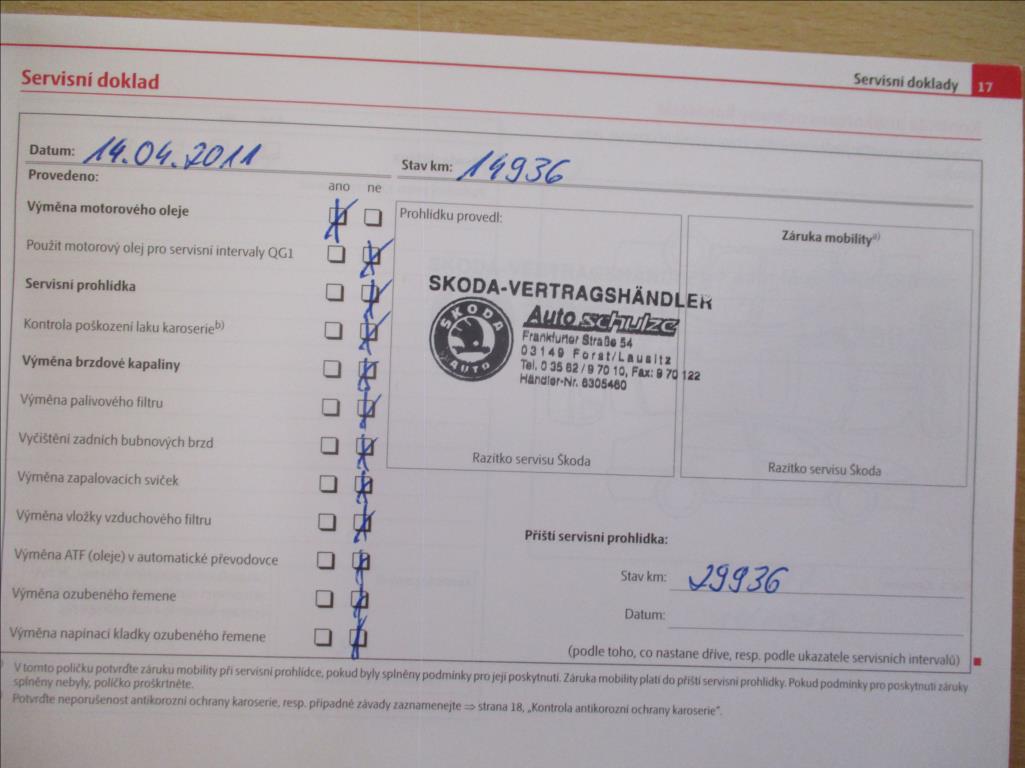 Servisní doklad
Servisní doklady 17
Datum: 14.04.2011
Stav km: 14936
Provedeno:
ano ne
Výměna motorového oleje
Použit motorový olej pro servisní intervaly QG1
Servisní prohlídka
Kontrola poškození laku karoserie b)
Výměna brzdové kapaliny
Výměna palivového filtru
Vyčištění zadních bubnových brzd
Výměna zapalovacích svíček
Výměna vložky vzduchového filtru
Výměna ATF (oleje) v automatické převodovce
Výměna ozubeného řemene
Výměna napínací kladky ozubeného řemene
Prohlídku provedl:
SKODA-VERTRAGSHÄNDLER
SKODA
AUTO
Auto schulze
Frankfurter Straße 54
03149 Forst/Lausitz
Tel. 0 35 62 / 9 70 10, Fax: 9 70 122
Händler-Nr. 6305460
Razítko servisu Škoda
Záruka mobility a)
Razítko servisu Škoda
Příští servisní prohlídka:
Stav km: 29936
Datum:
(podle toho, co nastane dříve, resp. podle ukazatele servisních intervalů)
V tomto políčku potvrďte záruku mobility při servisní prohlídce, pokud byly splněny podmínky pro její poskytnutí. Záruka mobility platí do příští servisní prohlídky. Pokud podmínky pro poskytnutí záruky
splněny nebyly, políčko proškrtněte.
Potvrďte neporušenost antikorozní ochrany karoserie, resp. případné závady zaznamenejte ⇒ strana 18, „Kontrola antikorozní ochrany karoserie“.